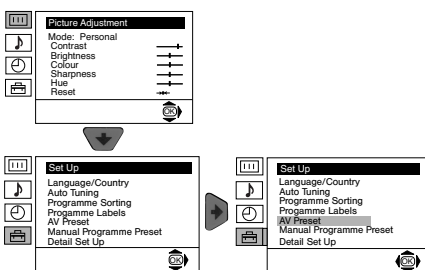 Picture Adjustment
Mode: Personal
Contrast
Brightness
Colour
Sharpness
Hue
Reset
OK
Set Up
Language/Country
Auto Tuning
Programme Sorting
Progamme Labels
AV Preset
Manual Programme Preset
Detail Set Up
OK
Set Up
Language/Country
Auto Tuning
Programme Sorting
Progamme Labels
AV Preset
Manual Programme Preset
Detail Set Up
OK